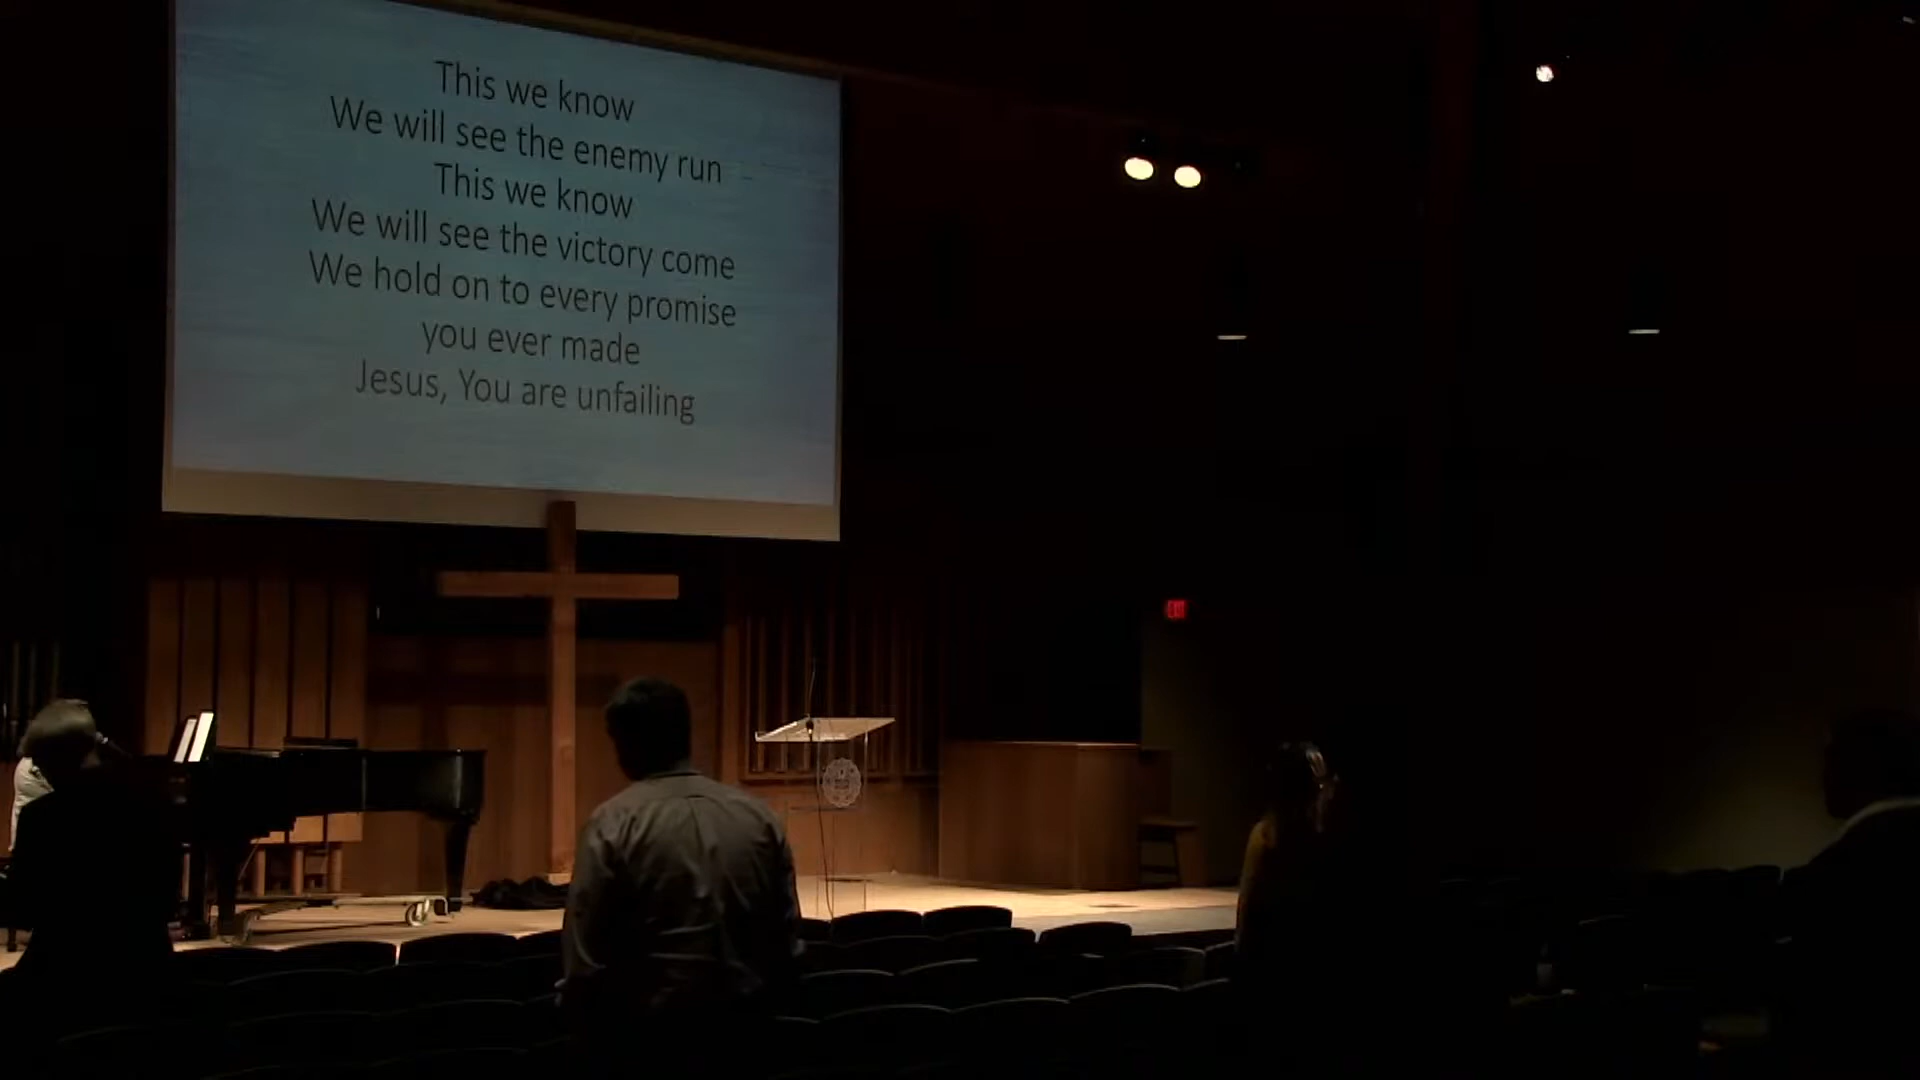 This we know
We will see the enemy run
This we know
We will see the victory come
We hold on to every promise
you ever made
Jesus, You are unfailing
EXIT